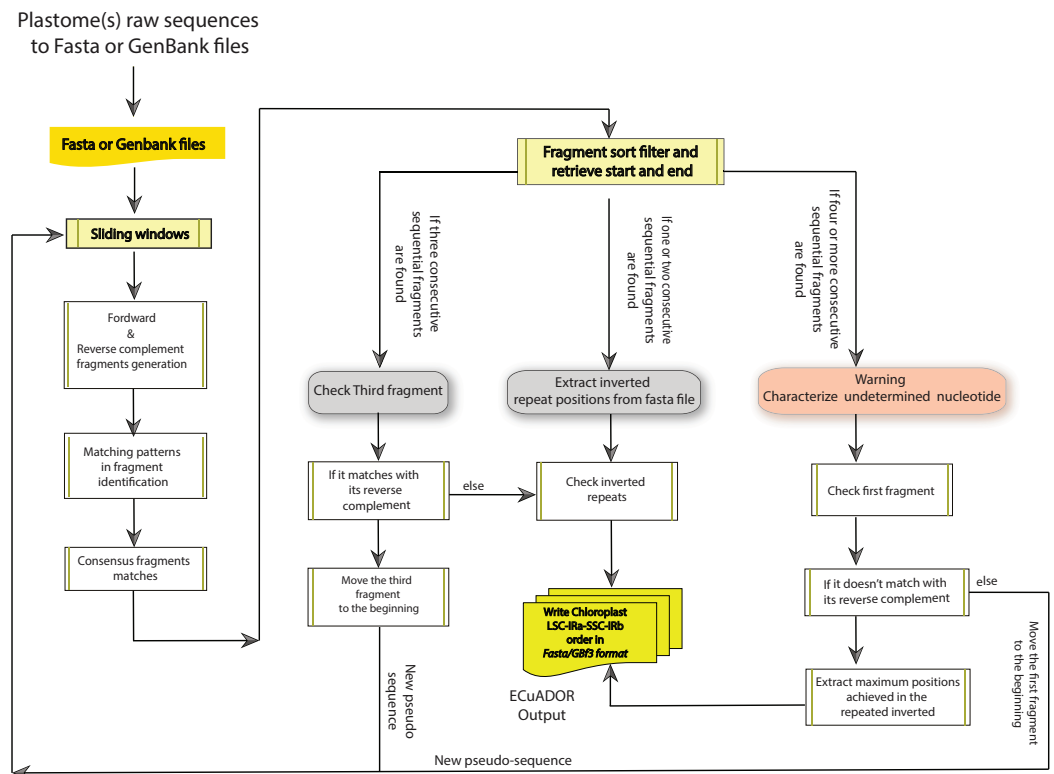 Plastome(s) raw sequences
to Fasta or GenBank files
Fasta or Genbank files
Sliding windows
Fordward
&
Reverse complement
fragments generation
Matching patterns
in fragment
identification
Consensus fragments
matches
Fragment sort filter and
retrieve start and end
If three consecutive
sequential fragments
are found
If one or two consecutive
sequential fragments
are found
If four or more consecutive
sequential fragments
are found
Check Third fragment
Extract inverted
repeat positions from fasta file
Warning
Characterize undetermined nucleotide
If it matches with
its reverse
complement
else
Check inverted
repeats
Check first fragment
Move the third
fragment
to the beginning
Write Chloroplast
LSC-IRa-SSC-IRb
order in
Fasta/GBf3 format
If it doesn't match with
its reverse complement
else
Move the first fragment
to the beginning
New pseudo
sequence
ECuADOR
Output
Extract maximum positions
achieved in the
repeated inverted
New pseudo-sequence